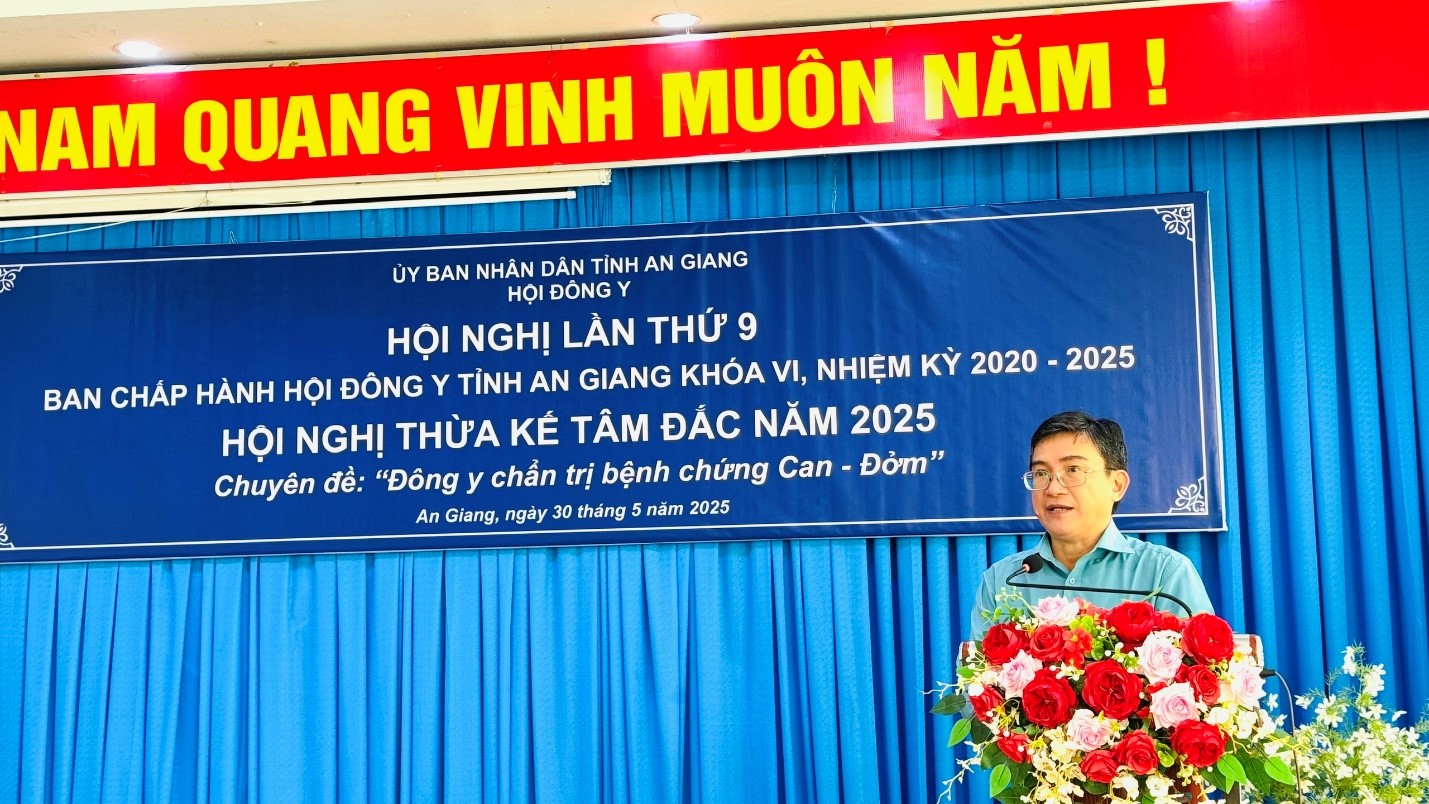 NAM QUANG VINH MUÔN NĂM !
ỦY BAN NHÂN DÂN TỈNH AN GIANG
HỘI ĐÔNG Y
HỘI NGHỊ LẦN THỨ 9
BAN CHẤP HÀNH HỘI ĐÔNG Y TỈNH AN GIANG KHÓA VI, NHIỆM KỲ 2020 - 2025
HỘI NGHỊ THỪA KẾ TÂM ĐẮC NĂM 2025
Chuyên đề: “Đông y chẩn trị bệnh chứng Can - Đởm”
An Giang, ngày 30 tháng 5 năm 2025